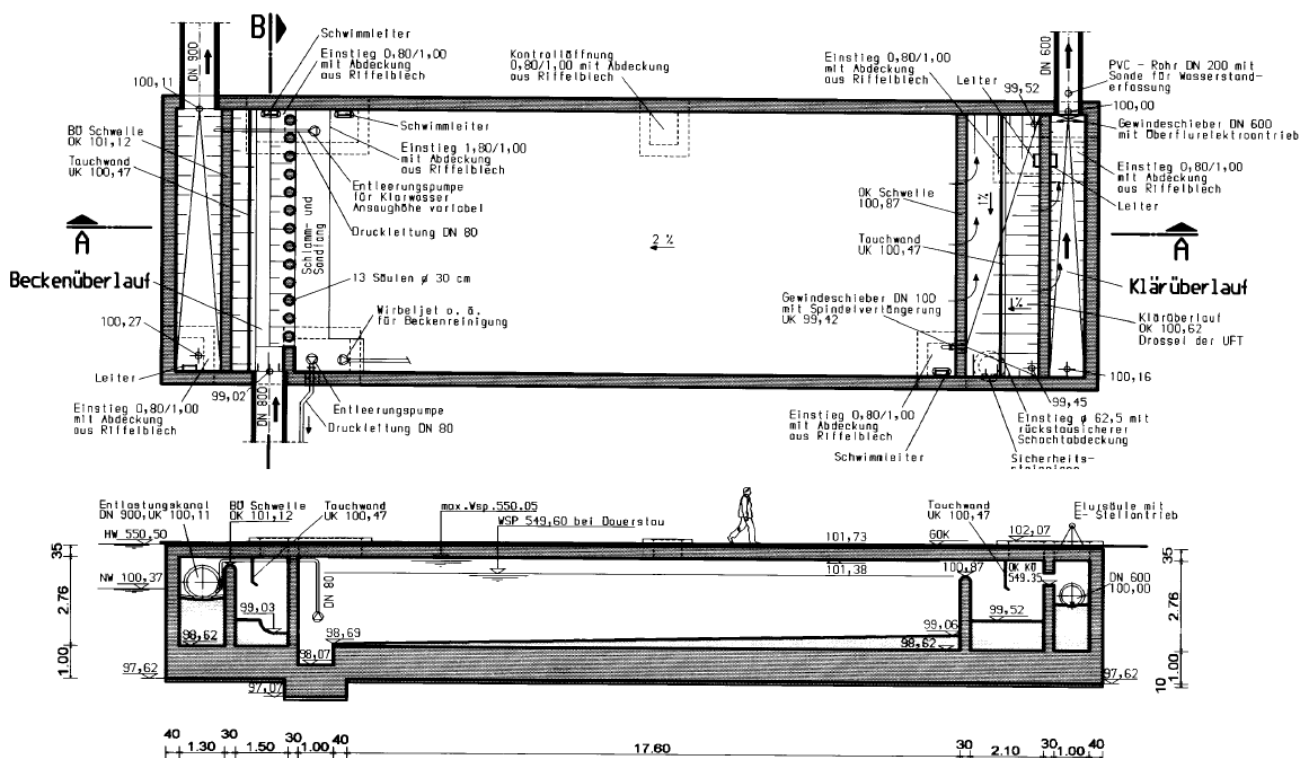 B
Schwimmleiter
Einstieg 0,80/1,00
mit Abdeckung
aus Riffelblech
Kontrollöffnung
0,80/1,00 mit Abdeckung
aus Riffelblech
Einstieg 0,80/1,00
mit Abdeckung
aus Riffelblech
Leiter
99,52
DN 600
PVC - Rohr DN 200 mit
Sonde für Wasserstand-
erfassung
100,00
DN 900
100,11
BÜ Schwelle
OK 101,12
Tauchwand
UK 100,47
Schwimmleiter
Einstieg 1,80/1,00
mit Abdeckung
aus Riffelblech
Entleerungspumpe
für Klarwasser
Ansaughöhe variabel
Druckleitung DN 80
Schlamm- und
Sandfang
Gewindeschieber DN 600
mit Überflurelektroantrieb
Einstieg 0,80/1,00
mit Abdeckung
aus Riffelblech
Leiter
OK Schwelle
100,87
Tauchwand
UK 100,47
1%
2 %
A
A
Beckenüberlauf
Klärüberlauf
13 Säulen ø 30 cm
Wirbeljet o. ä.
für Beckenreinigung
Gewindeschieber DN 100
mit Spindelverlängerung
UK 99,42
1%
Klärüberlauf
OK 100,62
Drossel der UFT
100,27
Leiter
99,02
DN 800
100,16
99,45
Einstieg 0,80/1,00
mit Abdeckung
aus Riffelblech
Entleerungspumpe
Druckleitung DN 80
Einstieg 0,80/1,00
mit Abdeckung
aus Riffelblech
Schwimmleiter
Einstieg ø 62,5 mit
rückstausicherer
Schachtabdeckung
Sicherheits-
Entlastungskanal
DN 900,UK 100,11
BÜ Schwelle
OK 101,12
Tauchwand
UK 100,47
max.Wsp.550.05
WSP 549,60 bei Dauerstau
Tauchwand
UK 100,47
102,07
Flursäule mit
E- Stellantrieb
HW 550,50
101,73
GOK
35
35
NW 100,37
101,38
100,87
OK KÜ
549.35
DN 600
100,00
DN 80
2.76
2.76
99,03
99,52
98,62
98,69
99,06
98,62
98,07
1.00
1.00
97,62
97,07
97,62
10
40
30
30
40
30
30
40
1.30
1.50
1.00
17.60
2.10
1.00